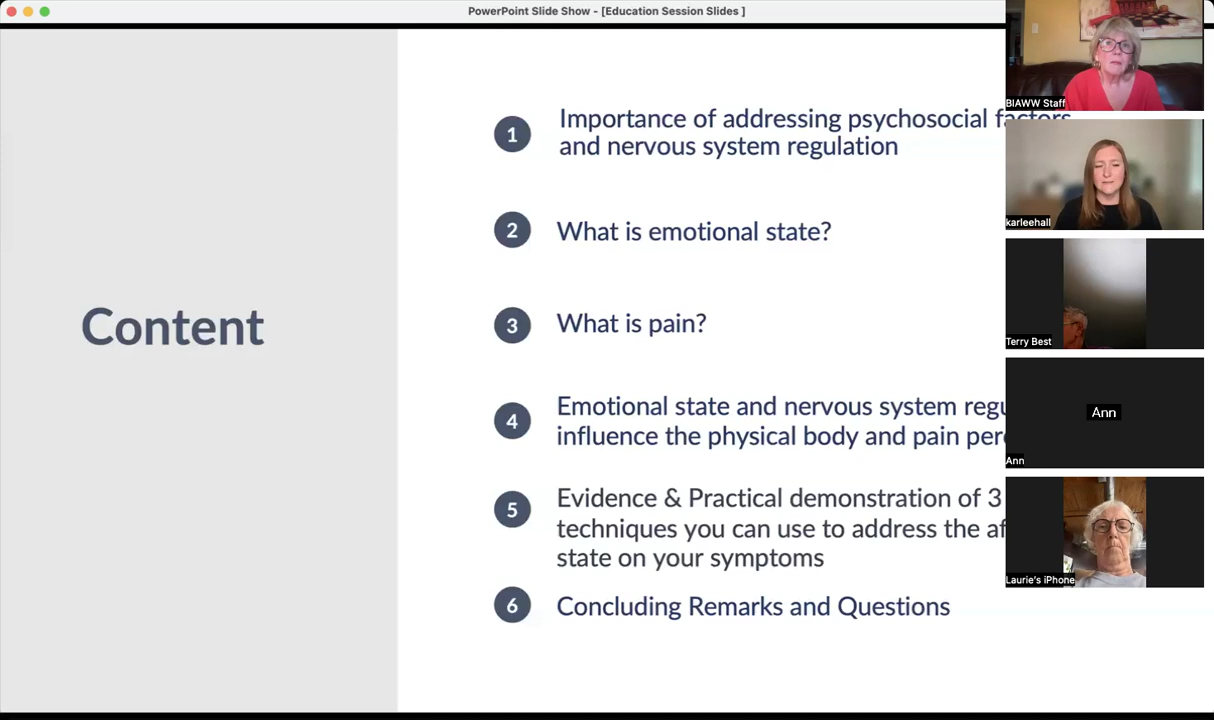 PowerPoint Slide Show - [Education Session Slides ]
Content
1
Importance of addressing psychosocial factors
and nervous system regulation
2
What is emotional state?
3
What is pain?
4
Emotional state and nervous system
influence the physical body and pain
5
Evidence & Practical demonstration of 3
techniques you can use to address the
state on your symptoms
6
Concluding Remarks and Questions
BIAWW Staff
karleehall
Terry Best
Ann
Ann
Laurie's iPhone